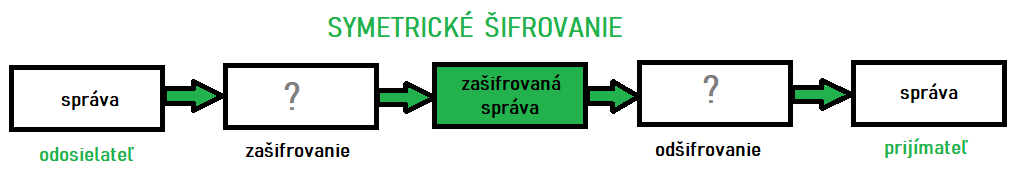 SYMETRICKÉ ŠIFROVANIE
správa
?
zašifrovaná
správa
?
správa
odosielateľ
zašifrovanie
odšifrovanie
prijímateľ